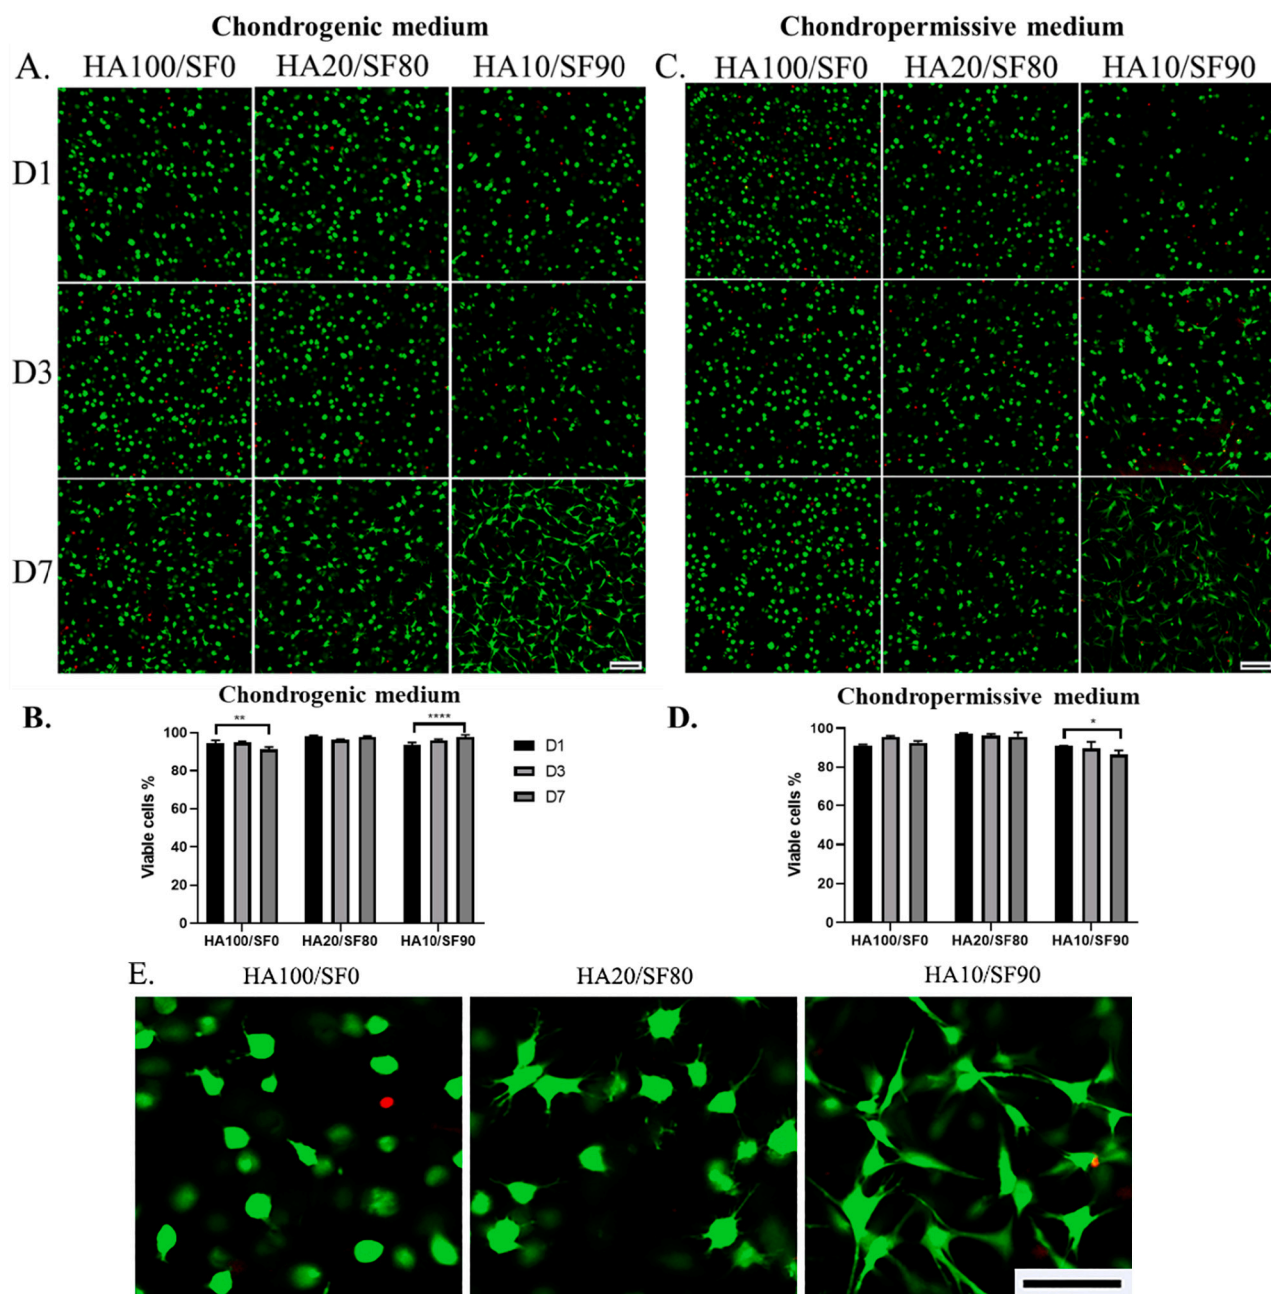 Chondrogenic medium
Chondropermissive medium
A. HA100/SF0 HA20/SF80 HA10/SF90
C. HA100/SF0 HA20/SF80 HA10/SF90
D1
D3
D7
Chondrogenic medium
Chondropermissive medium
B.
D.
**
****
*
Viable cells %
100
80
60
40
20
0
HA100/SF0 HA20/SF80 HA10/SF90
D1
D3
D7
Viable cells %
100
80
60
40
20
0
HA100/SF0 HA20/SF80 HA10/SF90
E.
HA100/SF0 HA20/SF80 HA10/SF90